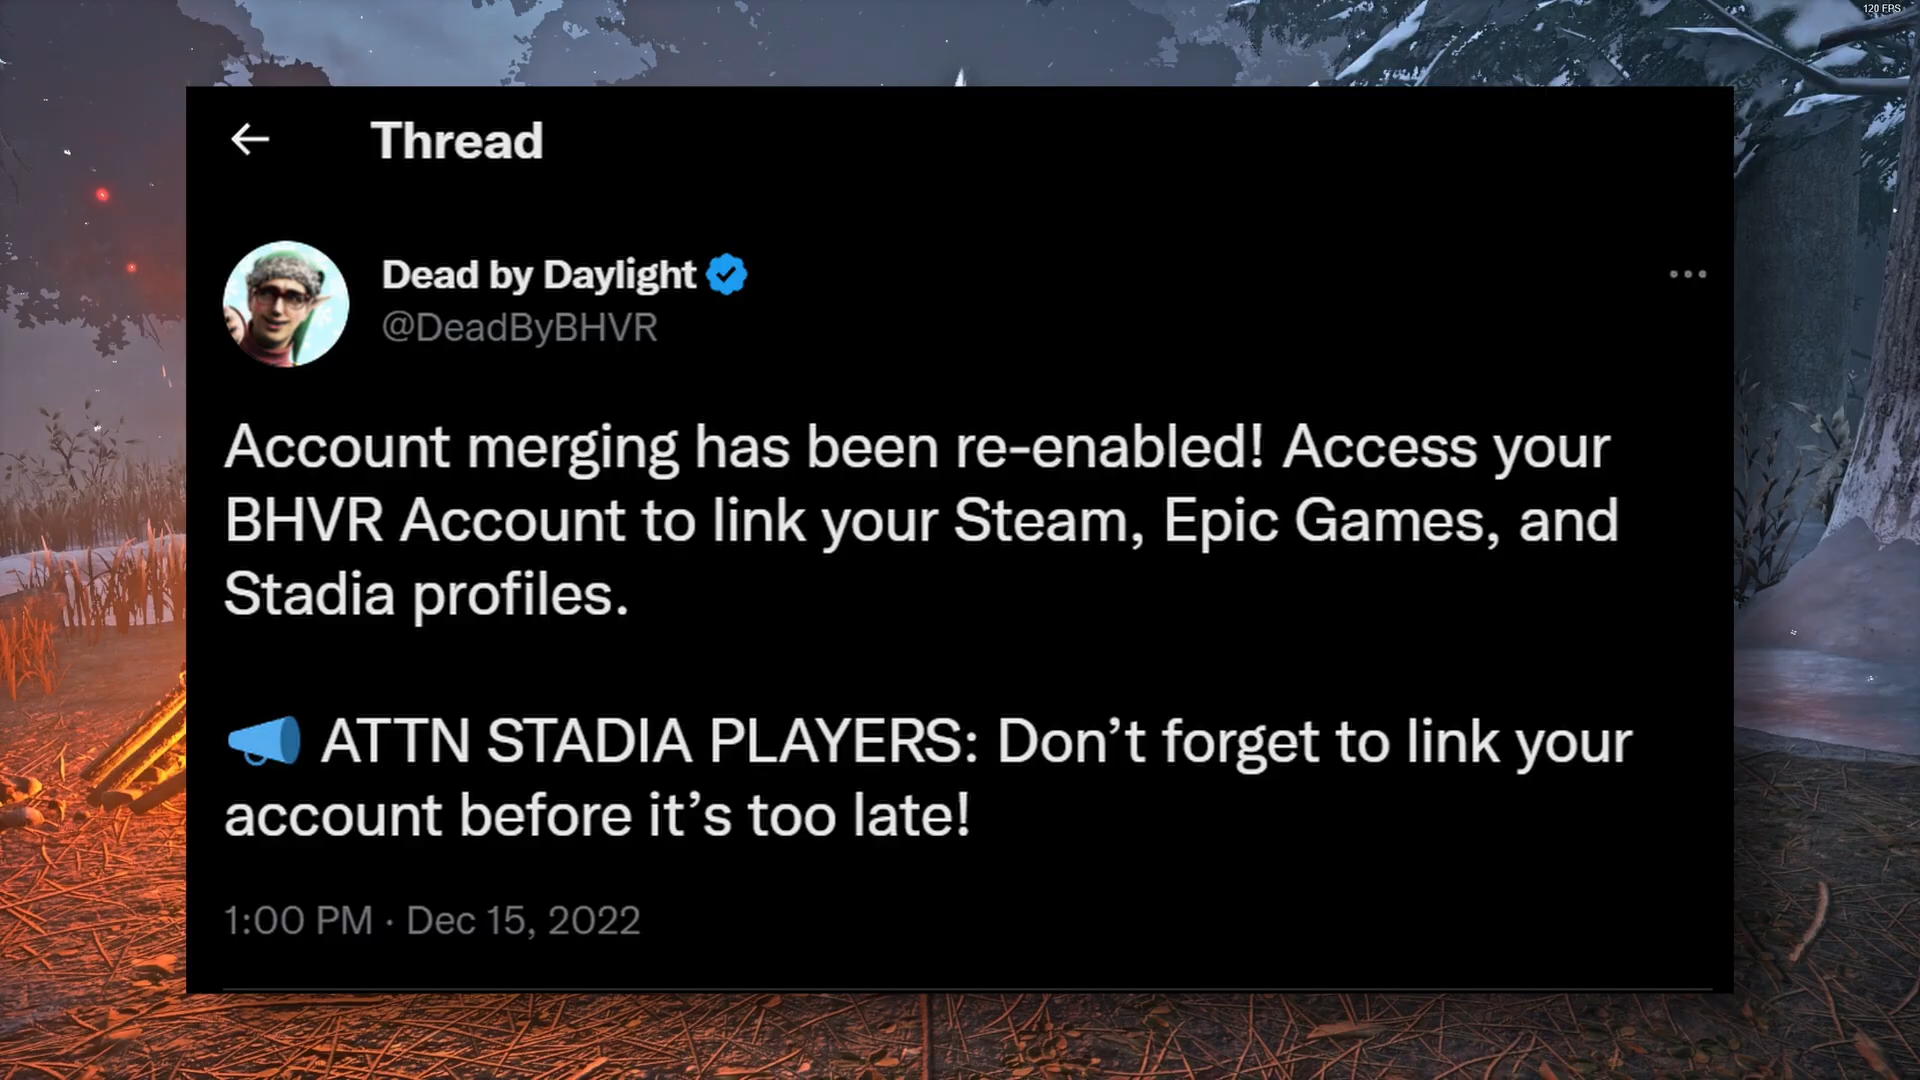 120 FPS
Thread
Dead by Daylight
@DeadByBHVR
Account merging has been re-enabled! Access your
BHVR Account to link your Steam, Epic Games, and
Stadia profiles.
📣 ATTN STADIA PLAYERS: Don’t forget to link your
account before it’s too late!
1:00 PM · Dec 15, 2022